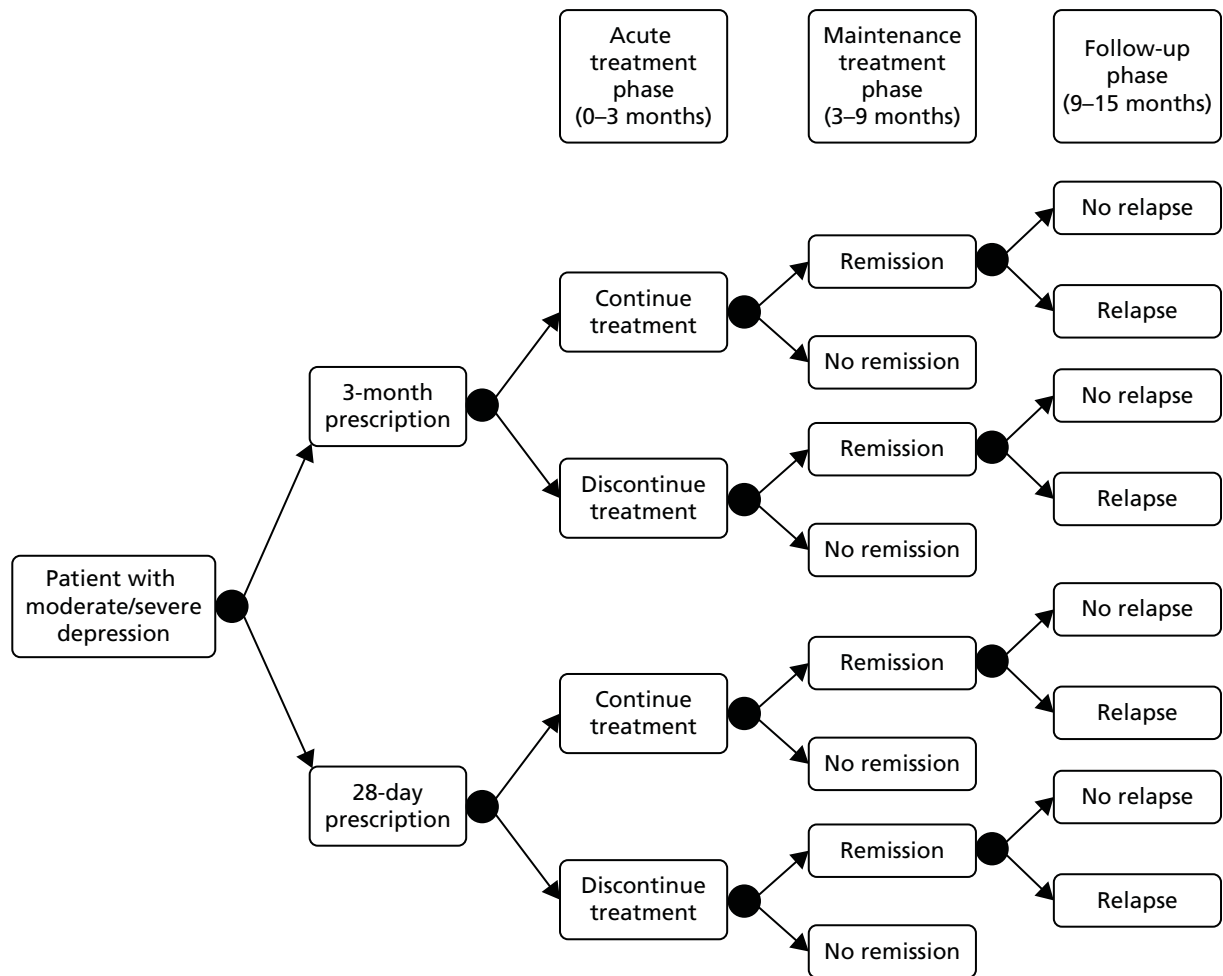 Acute
treatment
phase
(0–3 months)
Maintenance
treatment
phase
(3–9 months)
Follow-up
phase
(9–15 months)
No relapse
Remission
Continue
treatment
Relapse
No remission
3-month
prescription
No relapse
Remission
Discontinue
treatment
Relapse
No remission
Patient with
moderate/severe
depression
No relapse
Remission
Continue
treatment
Relapse
No remission
28-day
prescription
No relapse
Remission
Discontinue
treatment
Relapse
No remission